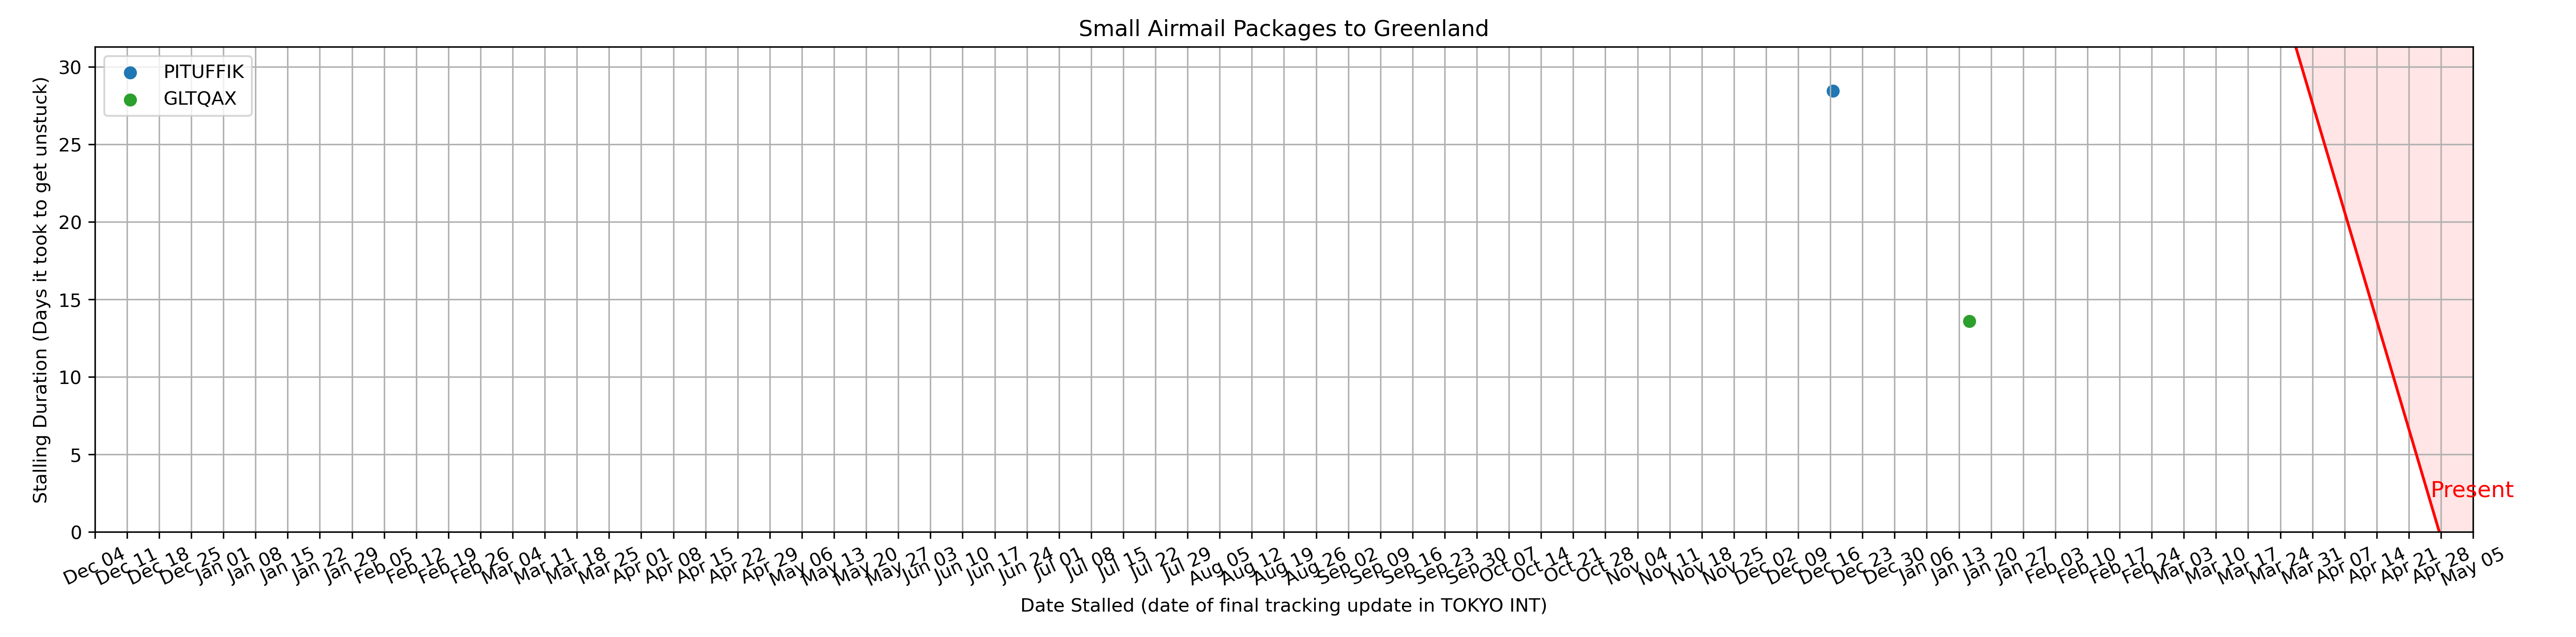 Small Airmail Packages to Greenland
PITUFFIK
GLTQAX
30
25
20
15
10
5
0
Stalling Duration (Days it took to get unstuck)
Present
Dec 04
Dec 11
Dec 18
Dec 25
Jan 01
Jan 08
Jan 15
Jan 22
Jan 29
Feb 05
Feb 12
Feb 19
Feb 26
Mar 04
Mar 11
Mar 18
Mar 25
Apr 01
Apr 08
Apr 15
Apr 22
Apr 29
May 06
May 13
May 20
May 27
Jun 03
Jun 10
Jun 17
Jun 24
Jul 01
Jul 08
Jul 15
Jul 22
Jul 29
Aug 05
Aug 12
Aug 19
Aug 26
Sep 02
Sep 09
Sep 16
Sep 23
Sep 30
Oct 07
Oct 14
Oct 21
Oct 28
Nov 04
Nov 11
Nov 18
Nov 25
Dec 02
Dec 09
Dec 16
Dec 23
Dec 30
Jan 06
Jan 13
Jan 20
Jan 27
Feb 03
Feb 10
Feb 17
Feb 24
Mar 03
Mar 10
Mar 17
Mar 24
Mar 31
Apr 07
Apr 14
Apr 21
Apr 28
May 05
Date Stalled (date of final tracking update in TOKYO INT)